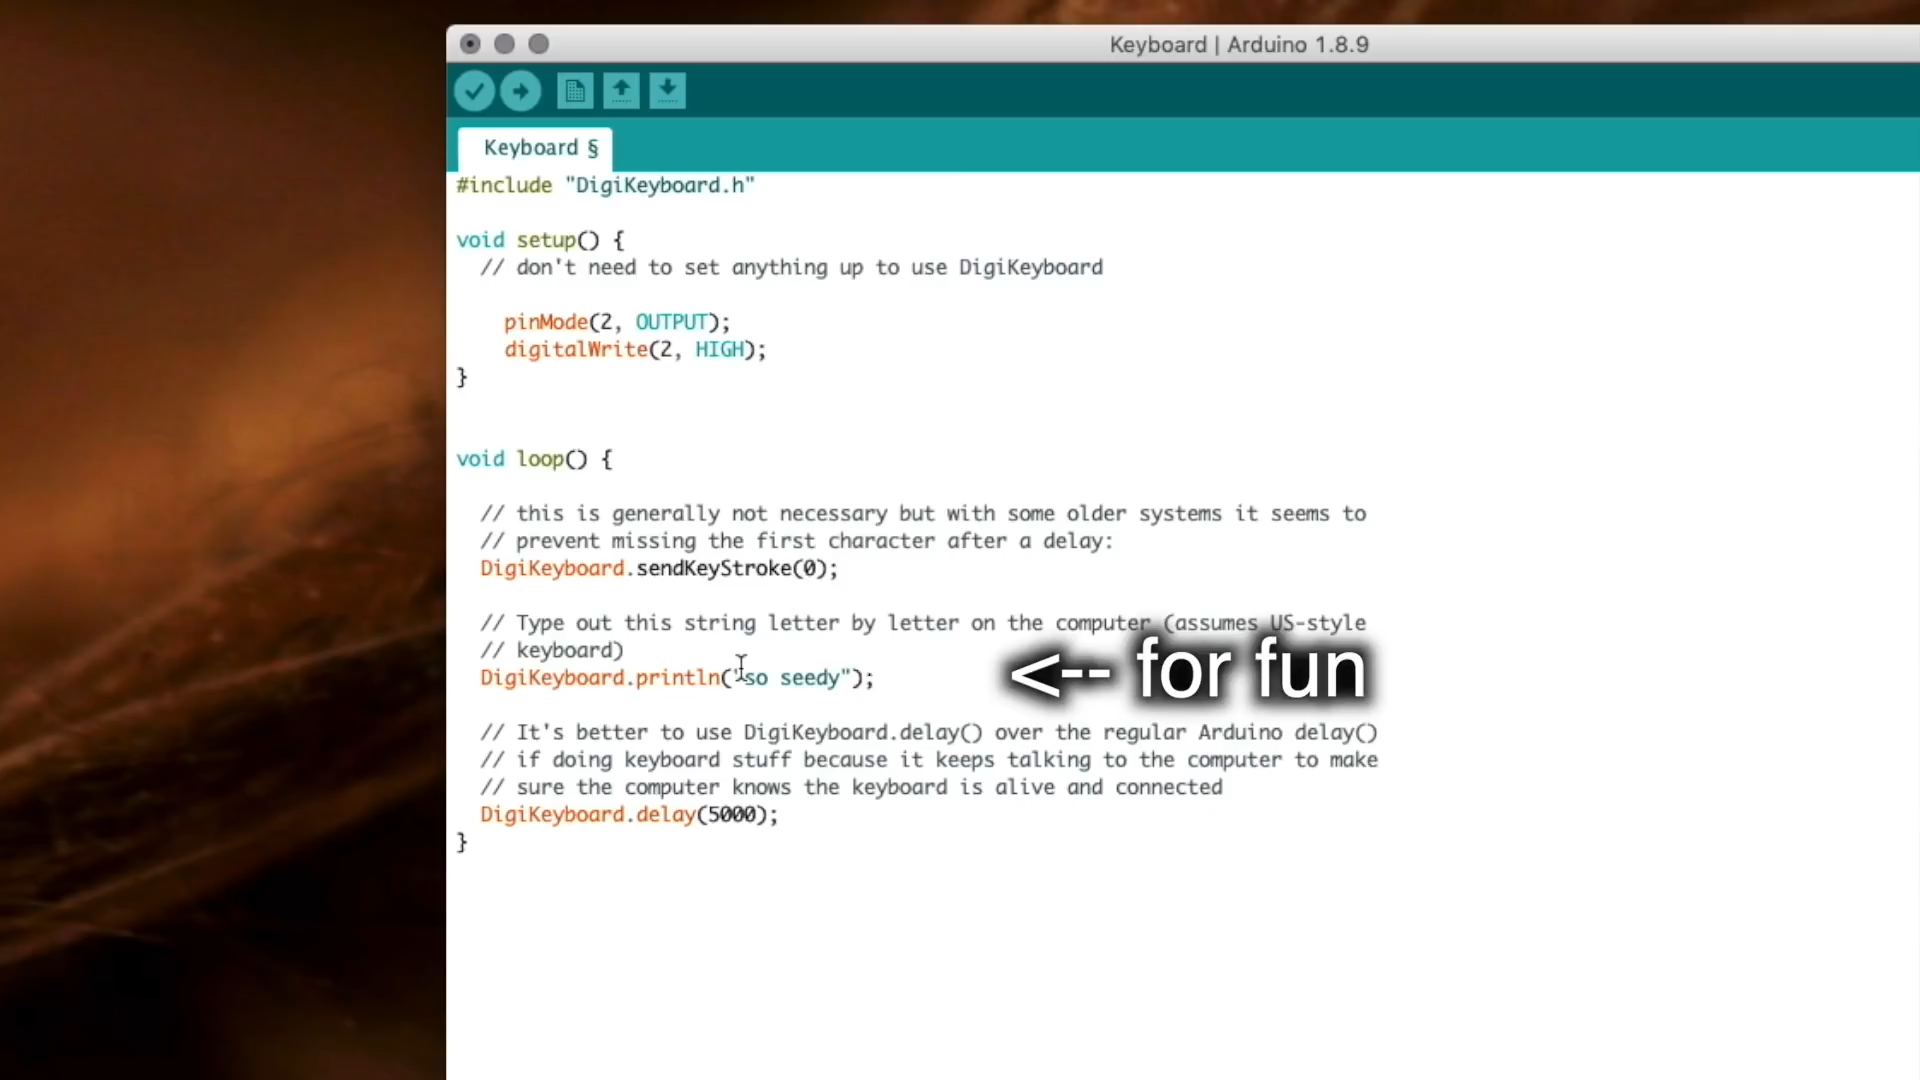 Keyboard | Arduino 1.8.9
Keyboard §
#include "DigiKeyboard.h"
void setup() {
// don't need to set anything up to use DigiKeyboard
pinMode(2, OUTPUT);
digitalWrite(2, HIGH);
}
void loop() {
// this is generally not necessary but with some older systems it seems to
// prevent missing the first character after a delay:
DigiKeyboard.sendKeyStroke(0);
// Type out this string letter by letter on the computer (assumes US-style
// keyboard)
DigiKeyboard.println("so seedy");
<-- for fun
// It's better to use DigiKeyboard.delay() over the regular Arduino delay()
// if doing keyboard stuff because it keeps talking to the computer to make
// sure the computer knows the keyboard is alive and connected
DigiKeyboard.delay(5000);
}